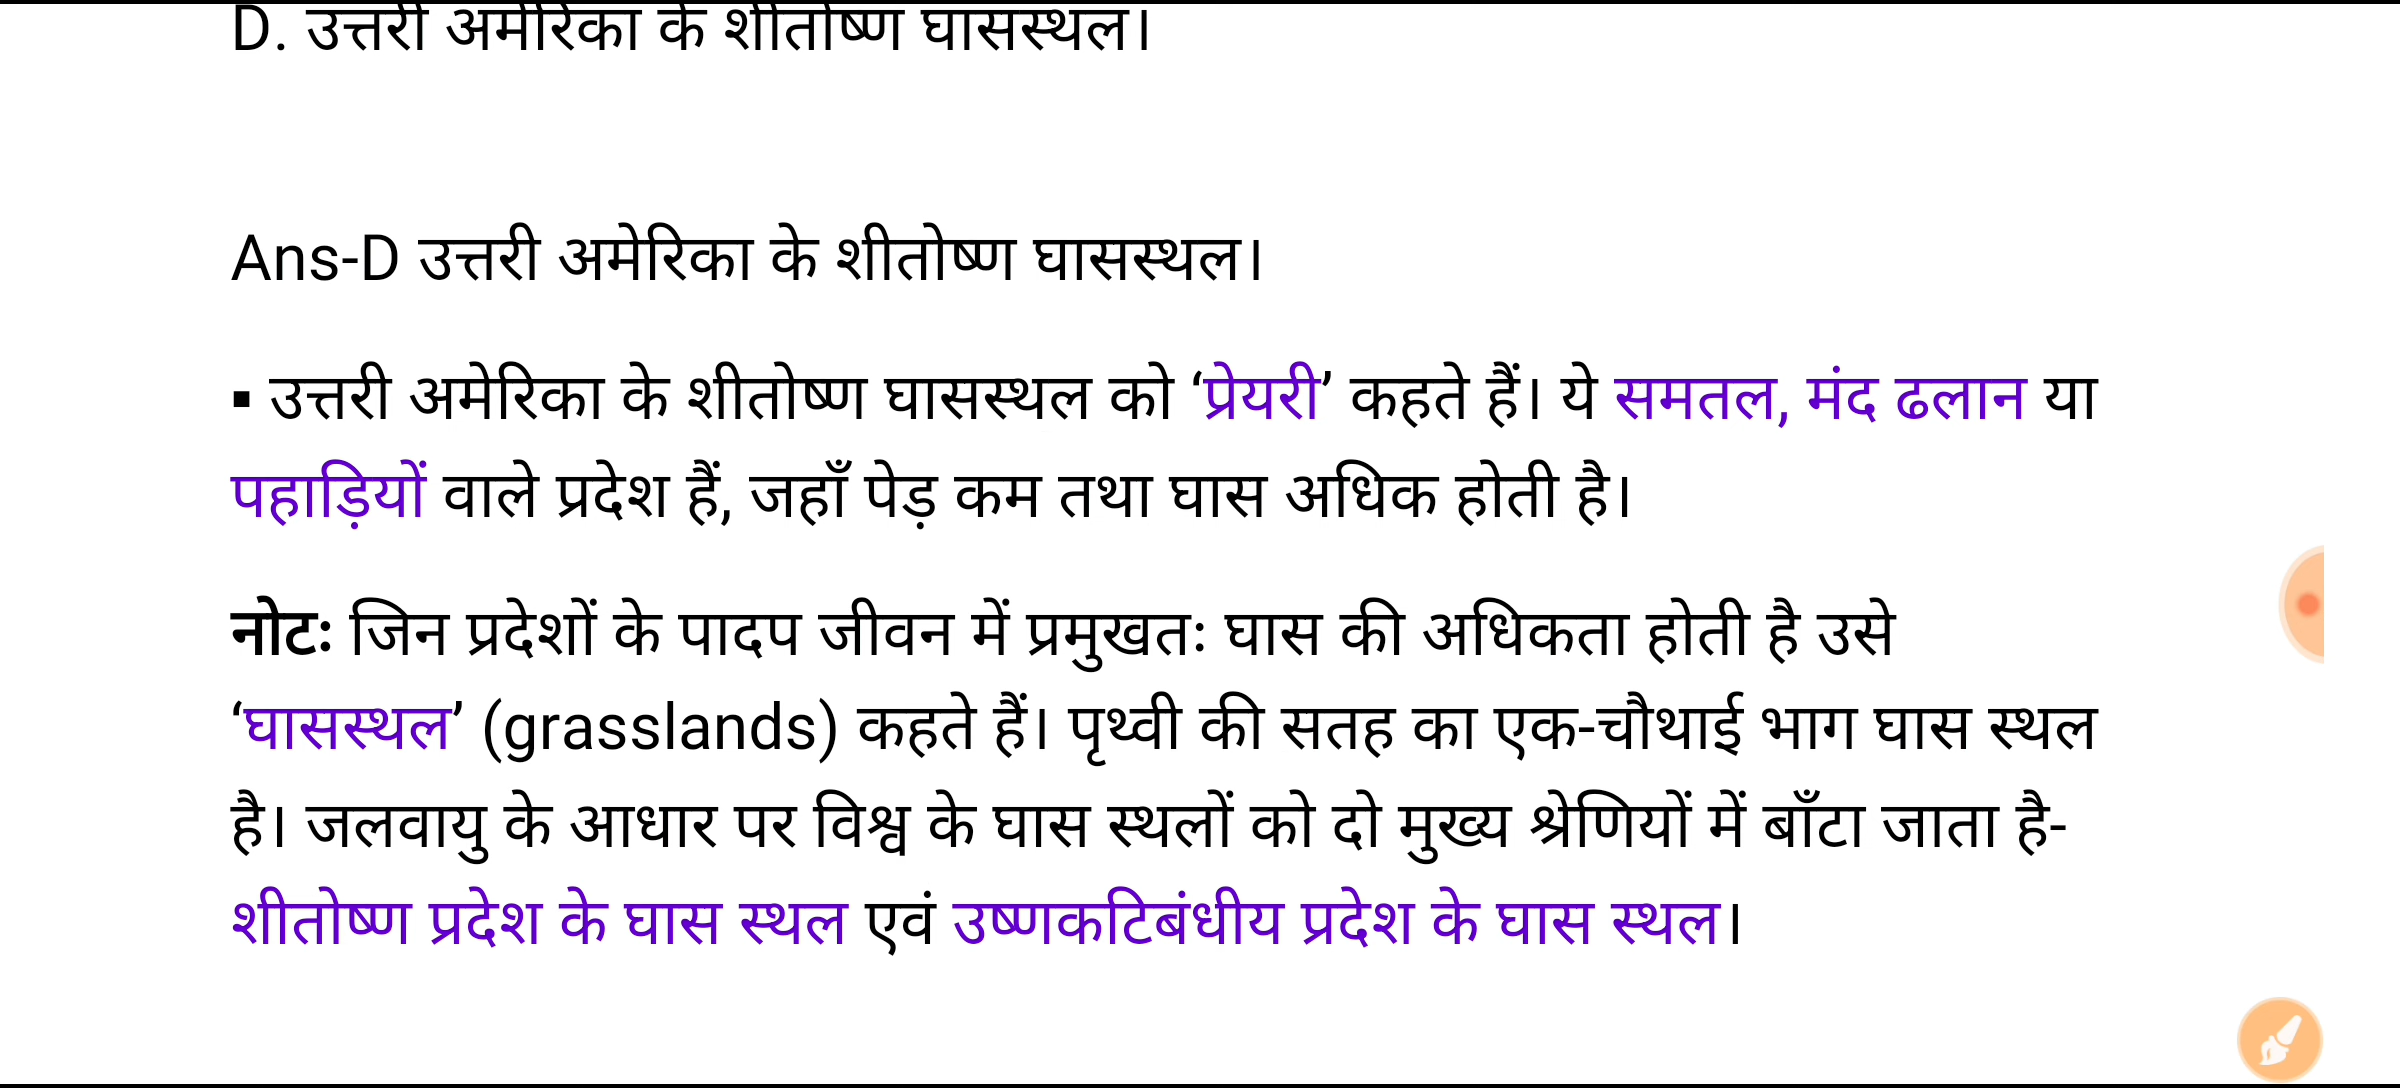 D. उत्तरी अमेरिका के शीतोष्ण घासस्थल।
Ans-D उत्तरी अमेरिका के शीतोष्ण घासस्थल।
▪ उत्तरी अमेरिका के शीतोष्ण घासस्थल को ‘प्रेयरी’ कहते हैं। ये समतल, मंद ढलान या
पहाड़ियों वाले प्रदेश हैं, जहाँ पेड़ कम तथा घास अधिक होती है।
नोटः जिन प्रदेशों के पादप जीवन में प्रमुखतः घास की अधिकता होती है उसे
‘घासस्थल’ (grasslands) कहते हैं। पृथ्वी की सतह का एक-चौथाई भाग घास स्थल
है। जलवायु के आधार पर विश्व के घास स्थलों को दो मुख्य श्रेणियों में बाँटा जाता है-
शीतोष्ण प्रदेश के घास स्थल एवं उष्णकटिबंधीय प्रदेश के घास स्थल।